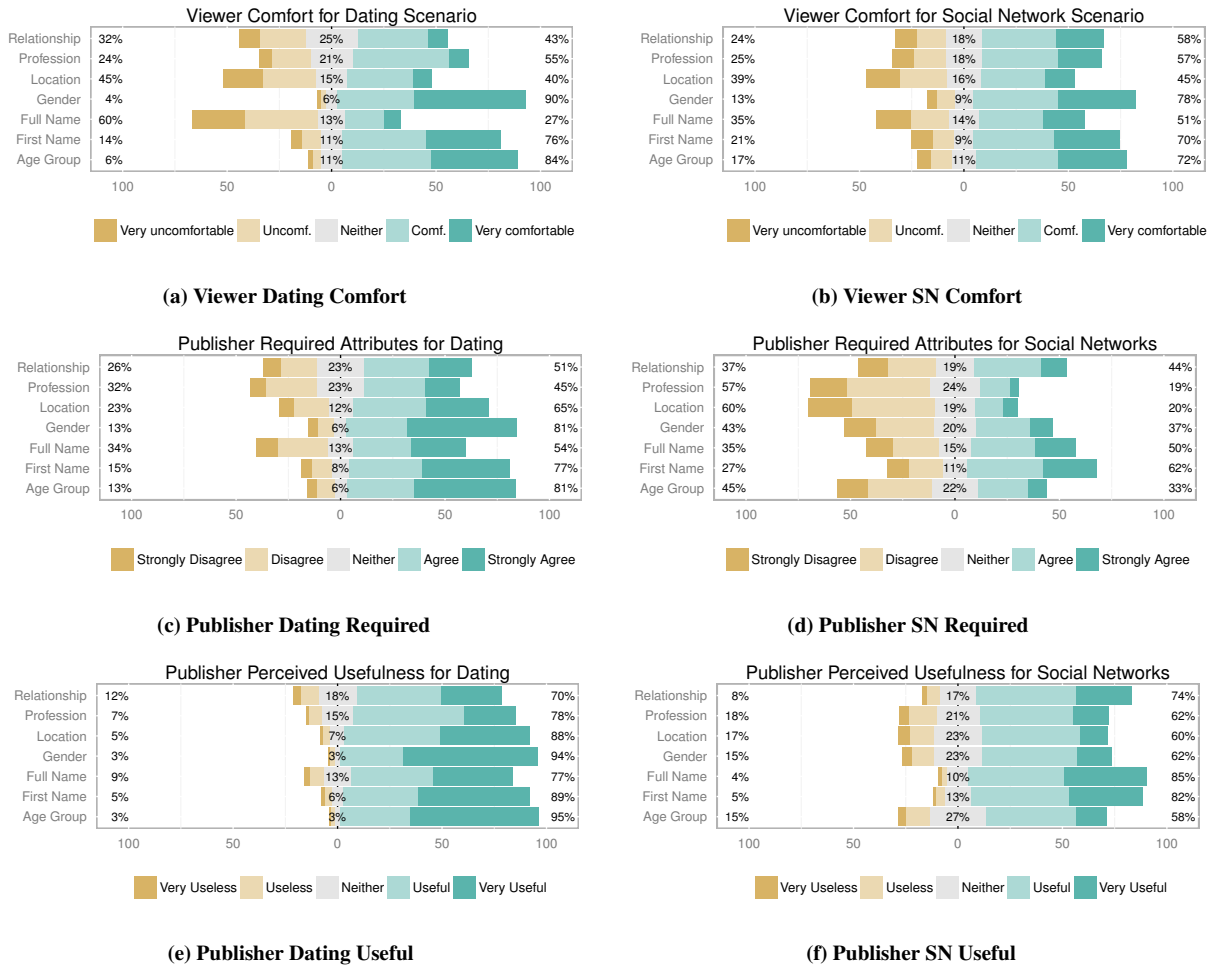 Viewer Comfort for Dating Scenario
Relationship 32% 25% 43%
Profession 24% 21% 55%
Location 45% 15% 40%
Gender 4% 6% 90%
Full Name 60% 13% 27%
First Name 14% 11% 76%
Age Group 6% 11% 84%
100 50 0 50 100
Very uncomfortable Uncomf. Neither Comf. Very comfortable
(a) Viewer Dating Comfort
Viewer Comfort for Social Network Scenario
Relationship 24% 18% 58%
Profession 25% 18% 57%
Location 39% 16% 45%
Gender 13% 9% 78%
Full Name 35% 14% 51%
First Name 21% 9% 70%
Age Group 17% 11% 72%
100 50 0 50 100
Very uncomfortable Uncomf. Neither Comf. Very comfortable
(b) Viewer SN Comfort
Publisher Required Attributes for Dating
Relationship 26% 23% 51%
Profession 32% 23% 45%
Location 23% 12% 65%
Gender 13% 6% 81%
Full Name 34% 13% 54%
First Name 15% 8% 77%
Age Group 13% 6% 81%
100 50 0 50 100
Strongly Disagree Disagree Neither Agree Strongly Agree
(c) Publisher Dating Required
Publisher Required Attributes for Social Networks
Relationship 37% 19% 44%
Profession 57% 24% 19%
Location 60% 19% 20%
Gender 43% 20% 37%
Full Name 35% 15% 50%
First Name 27% 11% 62%
Age Group 45% 22% 33%
100 50 0 50 100
Strongly Disagree Disagree Neither Agree Strongly Agree
(d) Publisher SN Required
Publisher Perceived Usefulness for Dating
Relationship 12% 18% 70%
Profession 7% 15% 78%
Location 5% 7% 88%
Gender 3% 3% 94%
Full Name 9% 13% 77%
First Name 5% 6% 89%
Age Group 3% 3% 95%
100 50 0 50 100
Very Useless Useless Neither Useful Very Useful
(e) Publisher Dating Useful
Publisher Perceived Usefulness for Social Networks
Relationship 8% 17% 74%
Profession 18% 21% 62%
Location 17% 23% 60%
Gender 15% 23% 62%
Full Name 4% 10% 85%
First Name 5% 13% 82%
Age Group 15% 27% 58%
100 50 0 50 100
Very Useless Useless Neither Useful Very Useful
(f) Publisher SN Useful